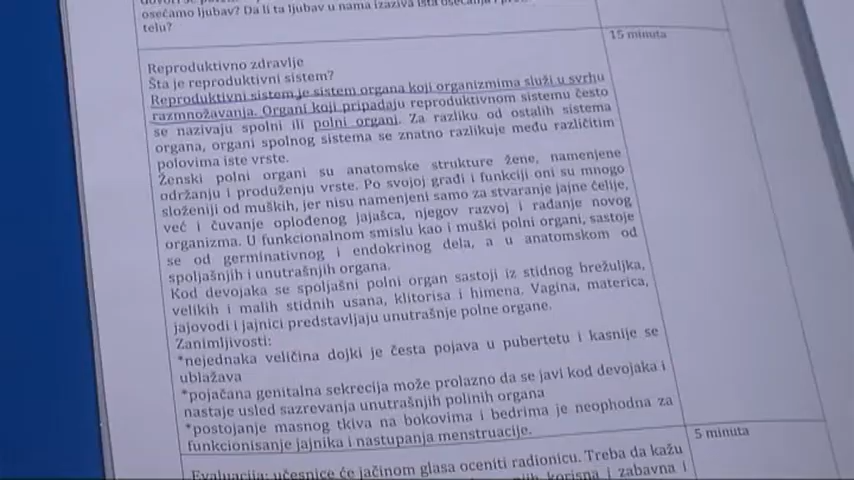 osećamo ljubav? Da li ta ljubav u nama izaziva ista osećanja i
telu?
15 minuta
Reproduktivno zdravlje
Šta je reproduktivni sistem?
Reproduktivni sistem je sistem organa koji organizmima služi u svrhu
razmnožavanja. Organi koji pripadaju reproduktivnom sistemu često
se nazivaju spolni ili polni organi. Za razliku od ostalih sistema
organa, organi spolnog sistema se znatno razlikuje među različitim
polovima iste vrste.
Ženski polni organi su anatomske strukture žene, namenjene
održanju i produženju vrste. Po svojoj građi i funkciji oni su mnogo
složeniji od muških, jer nisu namenjeni samo za stvaranje jajne ćelije,
već i čuvanje oplođenog jajašca, njegov razvoj i rađanje novog
organizma. U funkcionalnom smislu kao i muški polni organi, sastoje
se od germinativnog i endokrinog dela, a u anatomskom od
spoljašnjih i unutrašnjih organa.
Kod devojaka se spoljašni polni organ sastoji iz stidnog brežuljka,
velikih i malih stidnih usana, klitorisa i himena. Vagina, materica,
jajovodi i jajnici predstavljaju unutrašnje polne organe.
Zanimljivosti:
*nejednaka veličina dojki je česta pojava u pubertetu i kasnije se
ublažava
*pojačana genitalna sekrecija može prolazno da se javi kod devojaka i
nastaje usled sazrevanja unutrašnjih polinih organa
*postojanje masnog tkiva na bokovima i bedrima je neophodna za
funkcionisanje jajnika i nastupanja menstruacije.
5 minuta
Evaluacija: učesnice će jačinom glasa oceniti radionicu. Treba da kažu
korisna i zabavna i